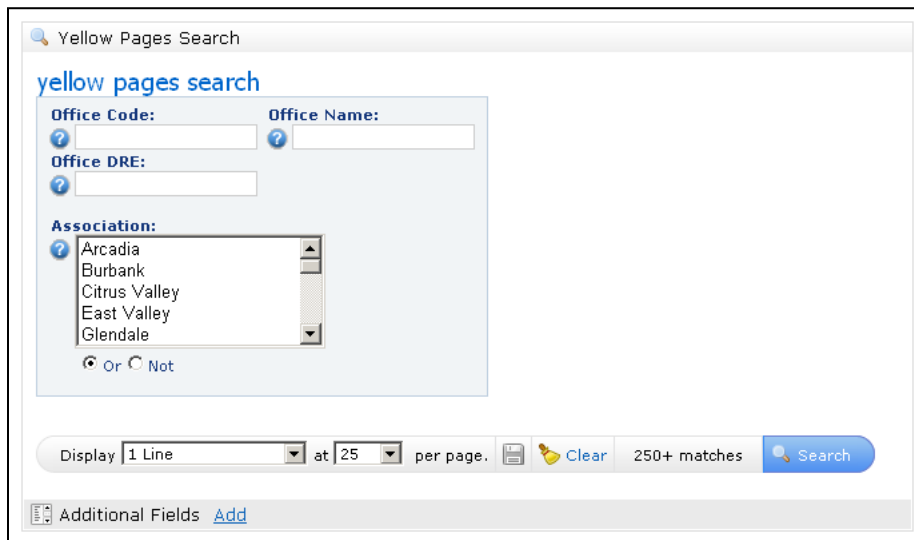 Yellow Pages Search
yellow pages search
Office Code: Office Name:
Office DRE:
Association:
Arcadia
Burbank
Citrus Valley
East Valley
Glendale
Or Not
Display 1 Line at 25 per page. Clear 250+ matches Search
Additional Fields Add